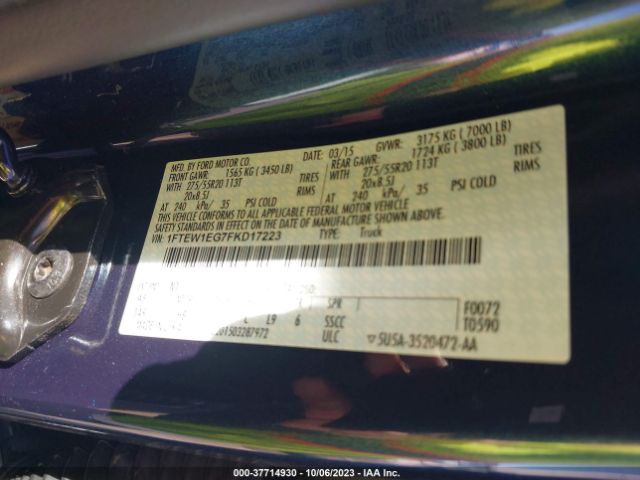 MFD. BY FORD MOTOR CO.
DATE: 03/15 GVWR: 3175 KG ( 7000 LB)
FRONT GAWR: 1565 KG ( 3450 LB) REAR GAWR: 1724 KG ( 3800 LB)
WITH 275/55R20 113T TIRES WITH 275/55R20 113T TIRES
20x8.5J RIMS 20x8.5J RIMS
AT 240 kPa/ 35 PSI COLD AT 240 kPa/ 35 PSI COLD
THIS VEHICLE CONFORMS TO ALL APPLICABLE FEDERAL MOTOR VEHICLE
SAFETY STANDARDS IN EFFECT ON THE DATE OF MANUFACTURE SHOWN ABOVE.
VIN: 1FTEW1EG7FKD17223 TYPE: Truck
SPR F0072
L9 6 SSCC T0590
201503287972 ULC 5U5A-3520472-AA
000-37714930 - 10/06/2023 - IAA Inc.